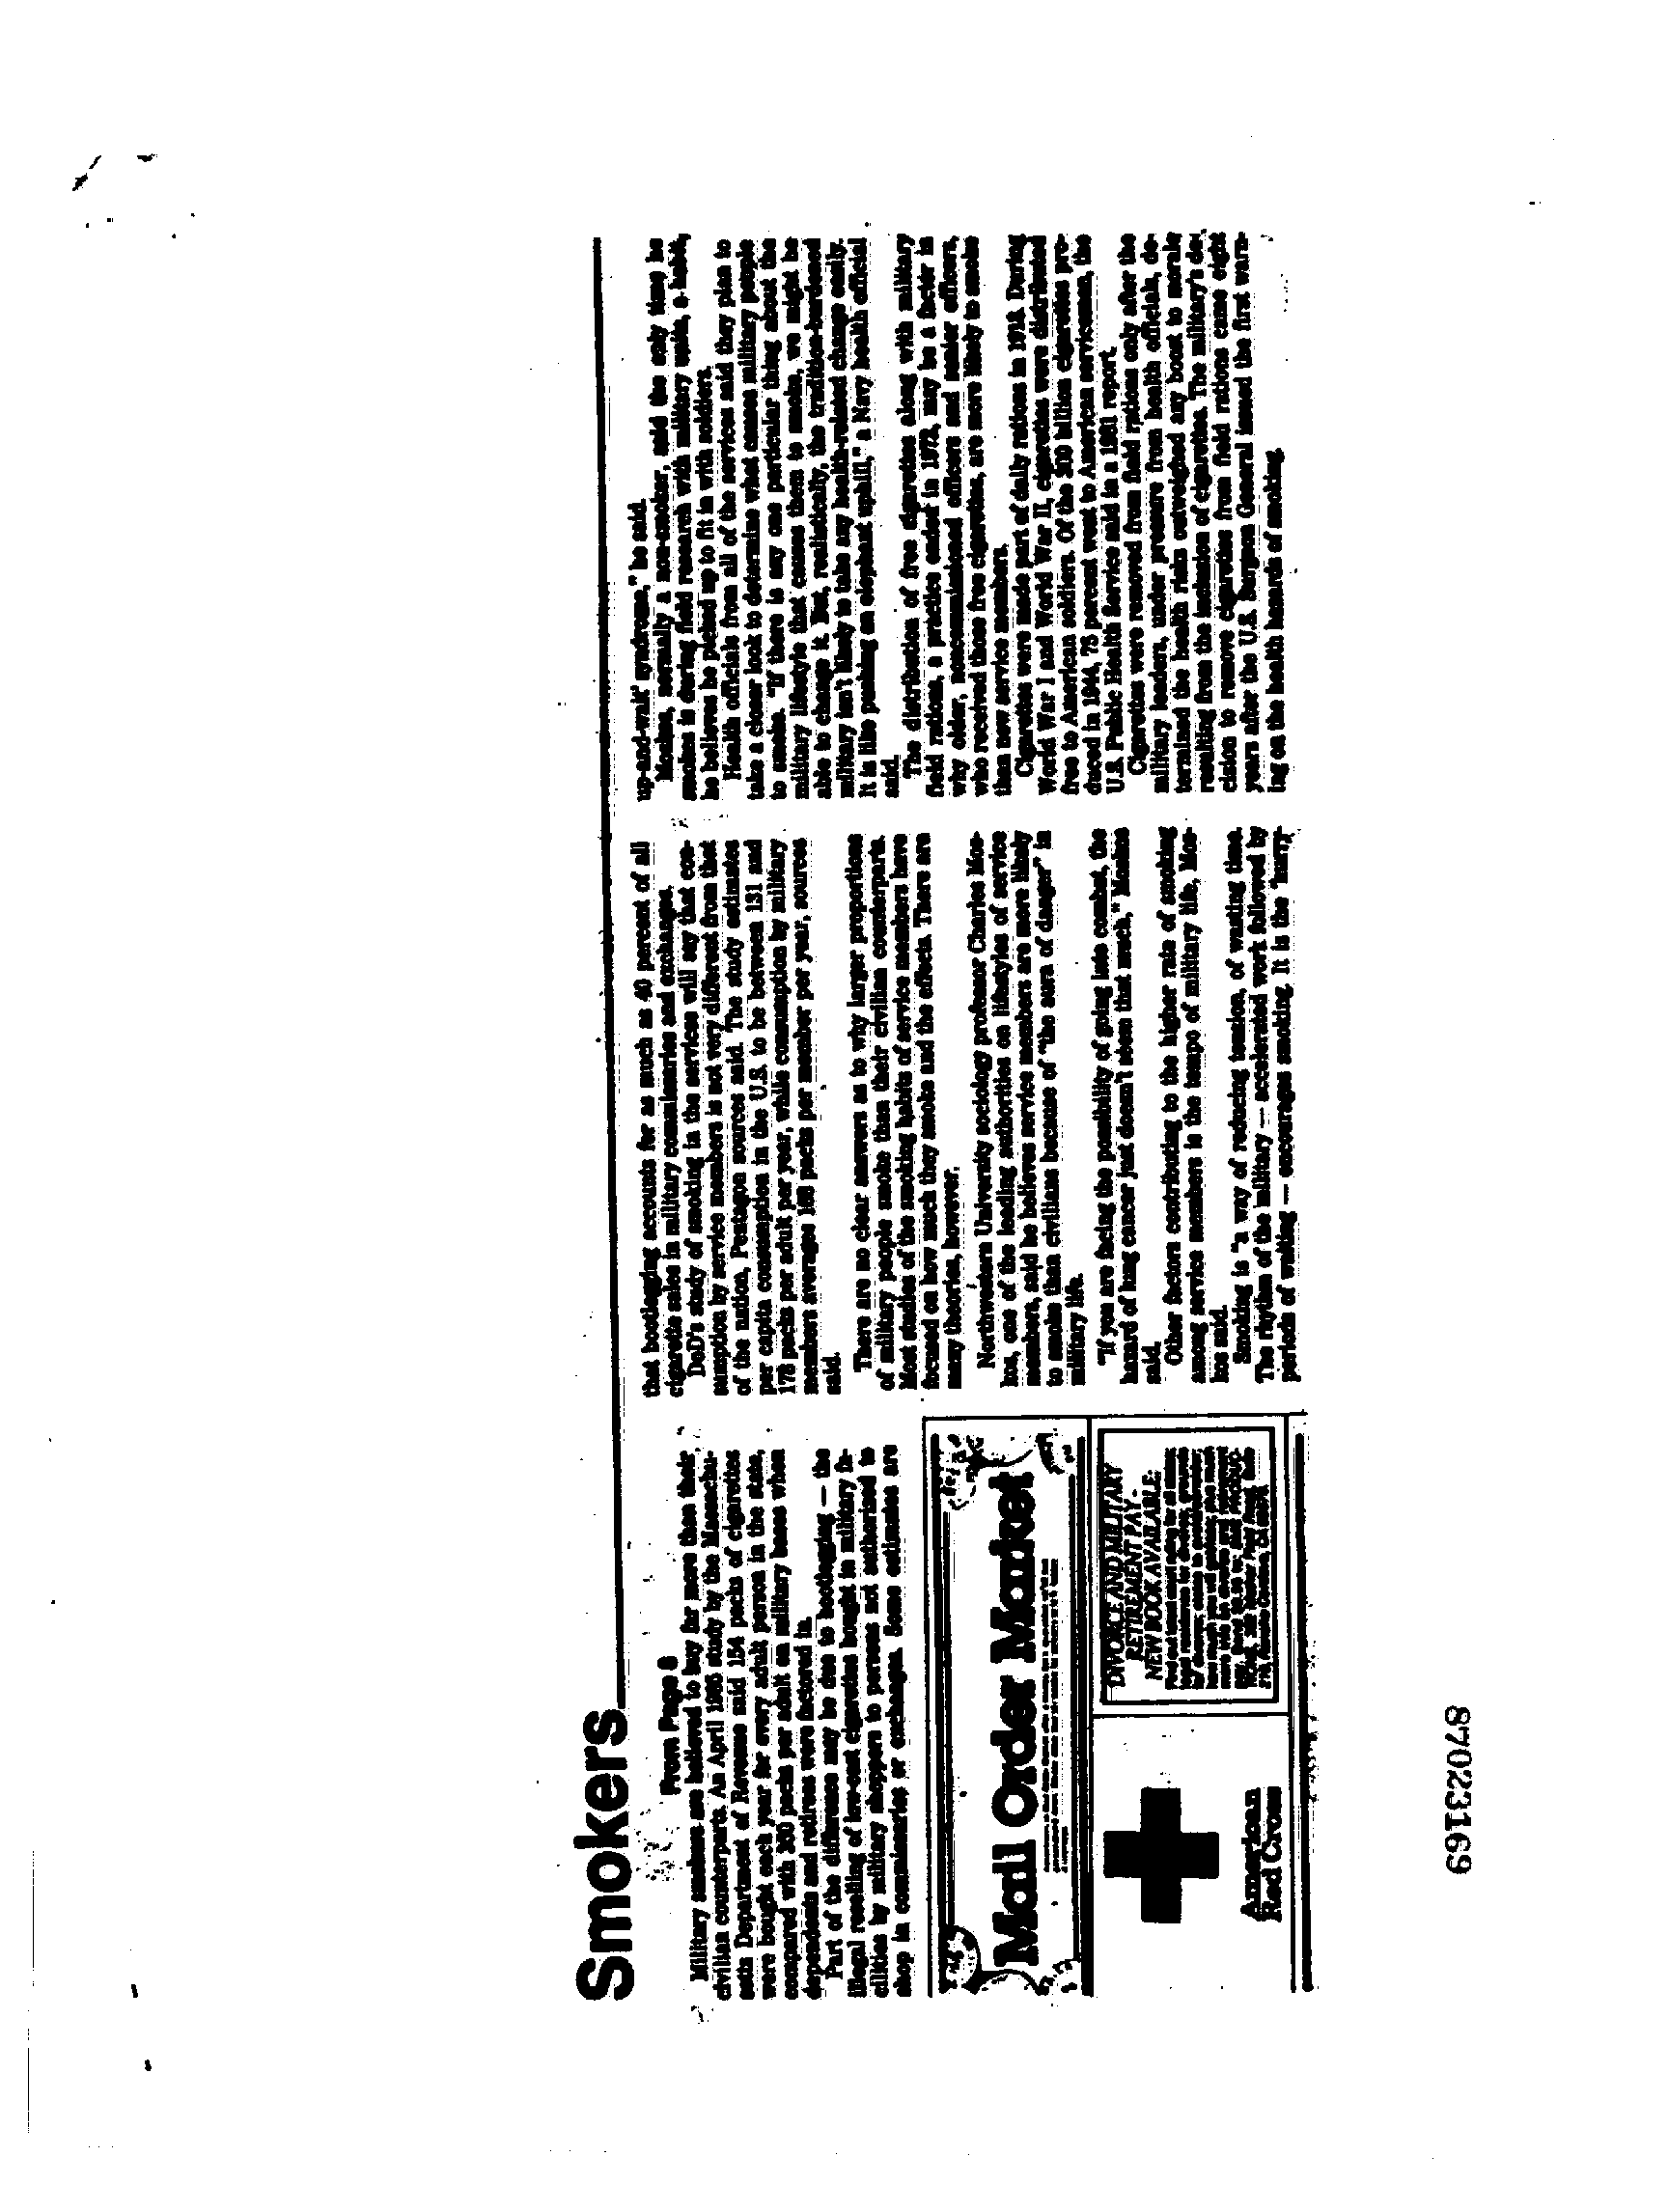 Smokers
From Page 8
Military smokers are believed to buy far more than their
civilian counterparts. An April 1985 study by the Massachu-
setts Department of Revenue said 154 packs of cigarettes
were bought each year for every adult person in the state,
compared with 330 packs per adult on military bases when
dependents and retirees were factored in.
Part of the difference may be due to bootlegging — the
illegal reselling of low-cost cigarettes bought in military fa-
cilities by military shoppers to persons not authorized to
shop in commissaries or exchanges. Some estimates are
Mail Order Market
American
Red Cross
DIVORCE AND MILITARY
RETIREMENT PAY -
NEW BOOK AVAILABLE:
that bootlegging accounts for as much as 40 percent of all
cigarette sales in military commissaries and exchanges.
DoD's study of smoking in the services will say that con-
sumption by service members is not very different from that
of the nation, Pentagon sources said. The study estimates
per capita consumption in the U.S. to be between 131 and
178 packs per adult per year, while consumption by military
members averages packs per member per year, sources
said.
There are no clear answers as to why larger proportions
of military people smoke than their civilian counterparts.
Most studies of the smoking habits of service members have
focused on how much they smoke and the effects. There are
many theories, however.
Northwestern University sociology professor Charles Mos-
kos, one of the leading authorities on lifestyles of service
members, said he believes service members are more likely
to smoke than civilians because of "the aura of danger" in
military life.
"If you are facing the possibility of going into combat, the
hazard of lung cancer just doesn't seem that much," Moskos
said.
Other factors contributing to the higher rate of smoking
among service members is the tempo of military life, Mos-
kos said.
Smoking is "a way of reducing tension, of wasting time.
The rhythm of the military — accelerated work followed by
periods of waiting — encourages smoking. It is the 'hurry-
up-and-wait' syndrome," he said.
Moskos, normally a non-smoker, said the only time he
smokes is during field research with military units, a habit,
he believes he picked up to fit in with soldiers.
Health officials from all of the services said they plan to
take a closer look to determine what causes military people
to smoke. "If there is any one particular thing about the
military lifestyle that causes them to smoke, we might be
able to change it. But, realistically, the tradition-burdened
military isn't likely to take any health-related change easily.
It is like pushing an elephant uphill," a Navy health official
said.
The distribution of free cigarettes along with military
field rations, a practice ended in 1972, may be a factor in
why older, noncommissioned officers and senior officers,
who received those free cigarettes, are more likely to smoke
than new service members.
Cigarettes were made part of daily rations in 1918. During
World War I and World War II, cigarettes were distributed
free to American soldiers. Of the 300 billion cigarettes pro-
duced in 1944, 75 percent went to American servicemen, the
U.S. Public Health Service said in a 1981 report.
Cigarettes were removed from field rations only after the
military leaders, under pressure from health officials, de-
termined the health risks outweighed any boost to morale
resulting from the inclusion of cigarettes. The military's de-
cision to remove cigarettes from field rations came eight
years after the U.S. Surgeon General issued the first warn-
ing on the health hazards of smoking.
87023169